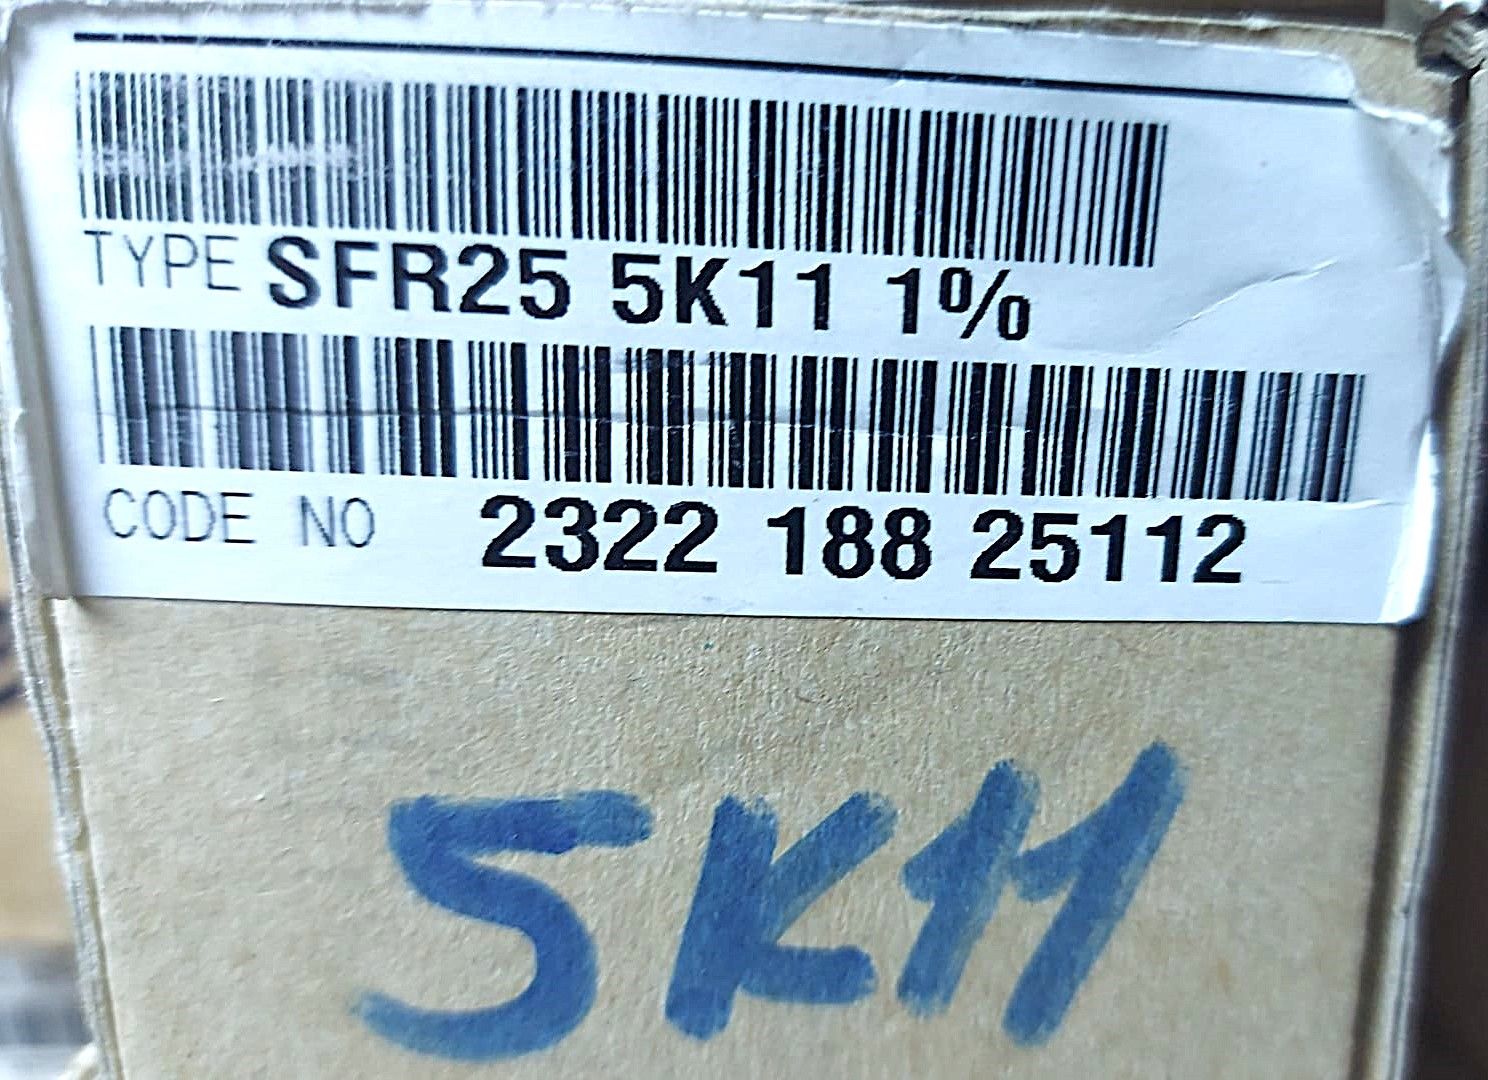 TYPE SFR25 5K11 1%
CODE NO 2322 188 25112
5K11